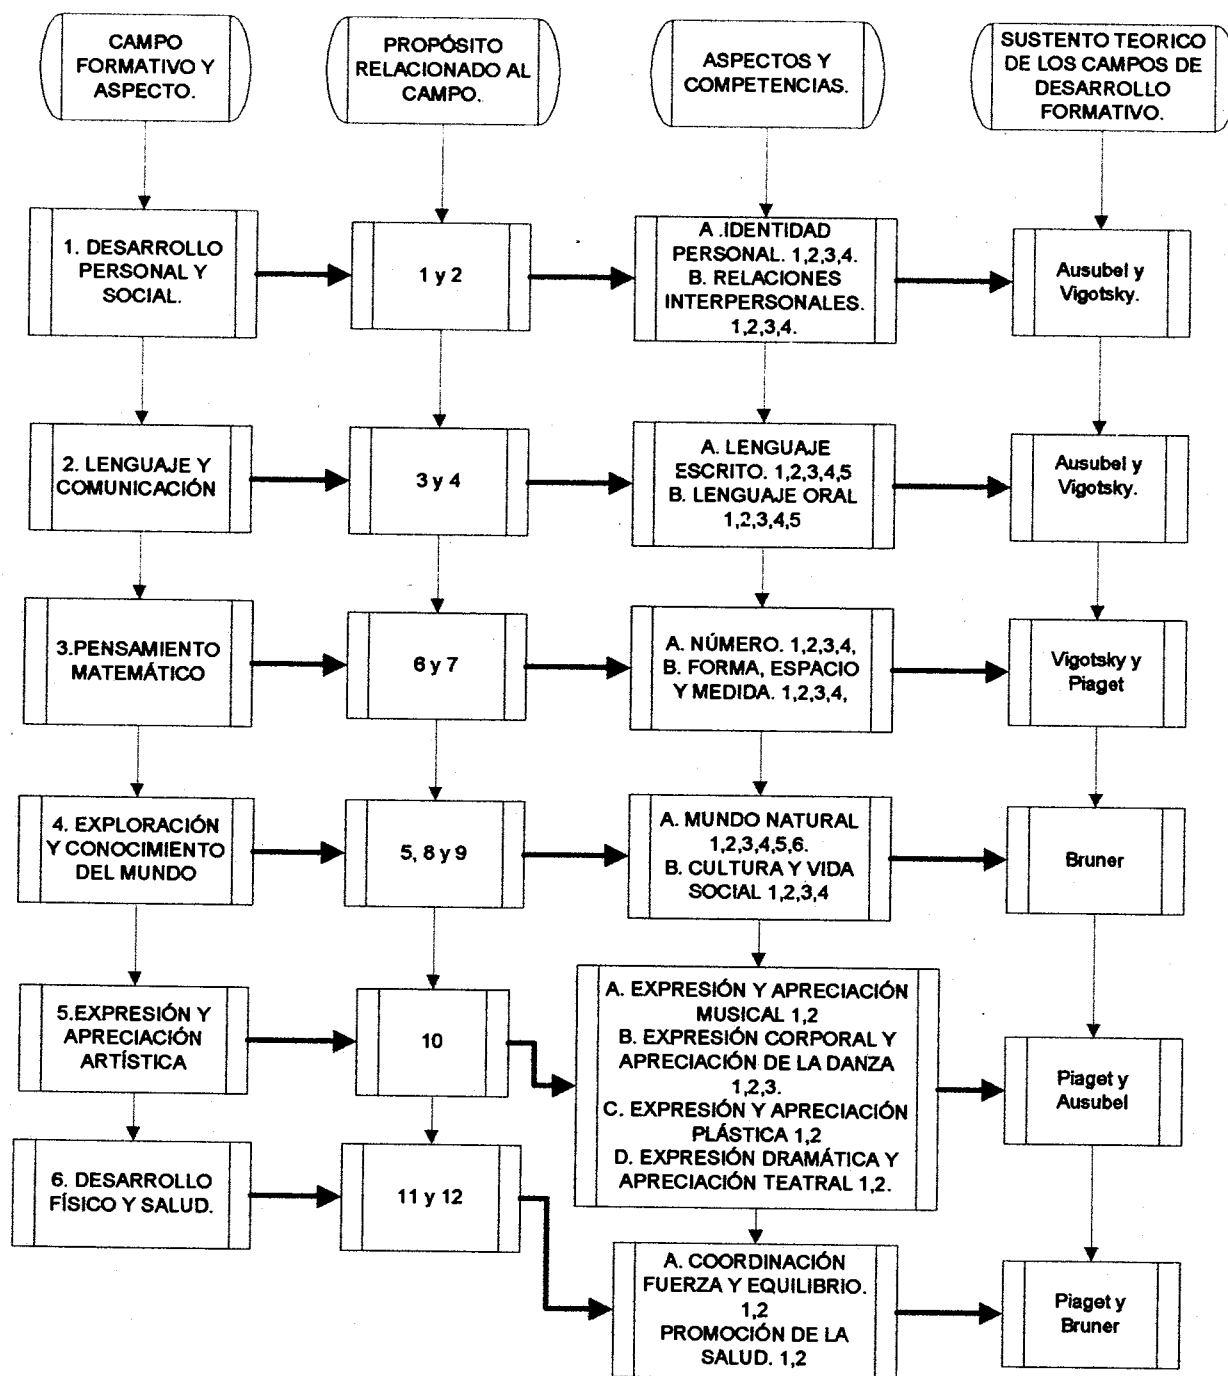 CAMPO
FORMATIVO Y
ASPECTO.
PROPÓSITO
RELACIONADO AL
CAMPO.
ASPECTOS Y
COMPETENCIAS.
SUSTENTO TEORICO
DE LOS CAMPOS DE
DESARROLLO
FORMATIVO.
1. DESARROLLO
PERSONAL Y
SOCIAL.
1 y 2
A .IDENTIDAD
PERSONAL. 1,2,3,4.
B. RELACIONES
INTERPERSONALES.
1,2,3,4.
Ausubel y
Vigotsky.
2. LENGUAJE Y
COMUNICACIÓN
3 y 4
A. LENGUAJE
ESCRITO. 1,2,3,4,5
B. LENGUAJE ORAL
1,2,3,4,5
Ausubel y
Vigotsky.
3.PENSAMIENTO
MATEMÁTICO
6 y 7
A. NÚMERO. 1,2,3,4,
B. FORMA, ESPACIO
Y MEDIDA. 1,2,3,4,
Vigotsky y
Piaget
4. EXPLORACIÓN
Y CONOCIMIENTO
DEL MUNDO
5, 8 y 9
A. MUNDO NATURAL
1,2,3,4,5,6.
B. CULTURA Y VIDA
SOCIAL 1,2,3,4
Bruner
5.EXPRESIÓN Y
APRECIACIÓN
ARTÍSTICA
10
A. EXPRESIÓN Y APRECIACIÓN
MUSICAL 1,2
B. EXPRESIÓN CORPORAL Y
APRECIACIÓN DE LA DANZA
1,2,3.
C. EXPRESIÓN Y APRECIACIÓN
PLÁSTICA 1,2
D. EXPRESIÓN DRAMÁTICA Y
APRECIACIÓN TEATRAL 1,2.
Piaget y
Ausubel
6. DESARROLLO
FÍSICO Y SALUD.
11 y 12
A. COORDINACIÓN
FUERZA Y EQUILIBRIO.
1,2
PROMOCIÓN DE LA
SALUD. 1,2
Piaget y
Bruner